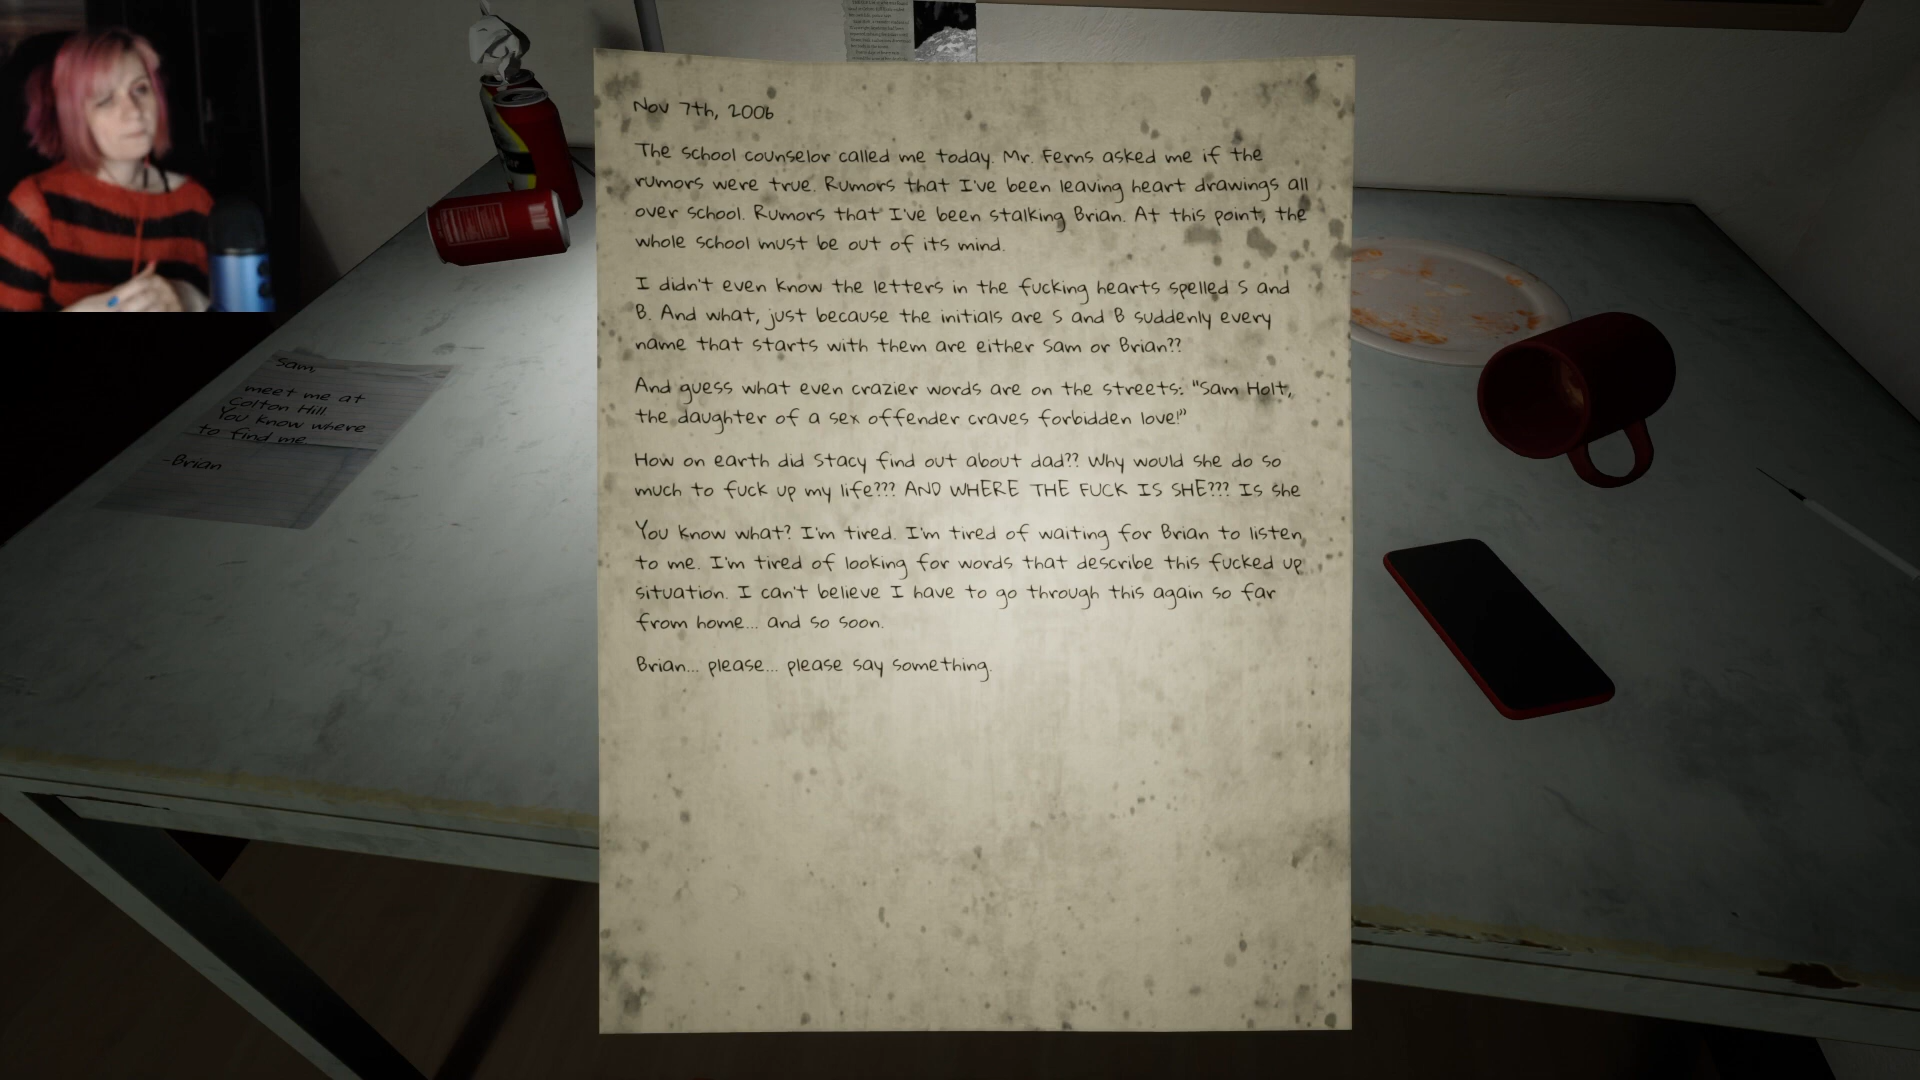 Nov 7th, 2006
The school counselor called me today. Mr. Ferns asked me if the
rumors were true. Rumors that I've been leaving heart drawings all
over school. Rumors that I've been stalking Brian. At this point, the
whole school must be out of its mind.
I didn't even know the letters in the fucking hearts spelled S and
B. And what, just because the initials are S and B suddenly every
name that starts with them are either Sam or Brian??
And guess what even crazier words are on the streets: "Sam Holt,
the daughter of a sex offender craves forbidden love!"
How on earth did Stacy find out about dad?? Why would she do so
much to fuck up my life??? AND WHERE THE FUCK IS SHE??? Is she
You know what? I'm tired. I'm tired of waiting for Brian to listen
to me. I'm tired of looking for words that describe this fucked up
situation. I can't believe I have to go through this again so far
from home... and so soon.
Brian... please... please say something.
Sam,
meet me at
Colton Hill
You know where
to find me
-Brian